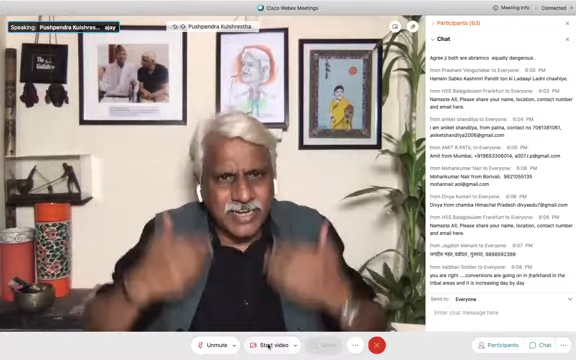 Cisco Webex Meetings
Meeting Info
Connected
Speaking: Pushpendra Kulshres... ajay
Pushpendra Kulshrestha
Participants (63)
Chat
Agree ji both are abramics equally dangerous .
from Prashant Vengurlekar to Everyone: 6:00 PM
Hamein Sabko Kashmiri Pandit ton ki Ladaayi Ladni chaahiye.
from HSS Balagokulam Frankfurt to Everyone: 6:03 PM
Namaste All, Please share your name, location, contact number and email here.
from aniket shandilya to Everyone: 6:04 PM
i am aniket shandilya, from patna, contact no 7061381061, aniketshandilya2006@gmail.com
from AMIT R PATIL to Everyone: 6:05 PM
Amit from Mumbai, +919653306014, a007.r.p@gmail.com
from Mohankumar Nair to Everyone: 6:06 PM
Mohankumar Nair from Borivali. 9821055135
mohannair.aol@gmail.com
from Divya Kumari to Everyone: 6:06 PM
Divya from chamba Himachal Pradesh divyaedu7@gmail.com
from HSS Balagokulam Frankfurt to Everyone: 6:06 PM
Namaste All, Please share your name, location, contact number and email here.
from Jagdish Mahant to Everyone: 6:07 PM
from Vaibhav Soldier to Everyone: 6:08 PM
you are right ....conversions are going on in jharkhand in the tribal areas and it is increasing day by day
Send to: Everyone
Enter chat message here
Unmute
Start video
Share
Participants
Chat
The Godfather